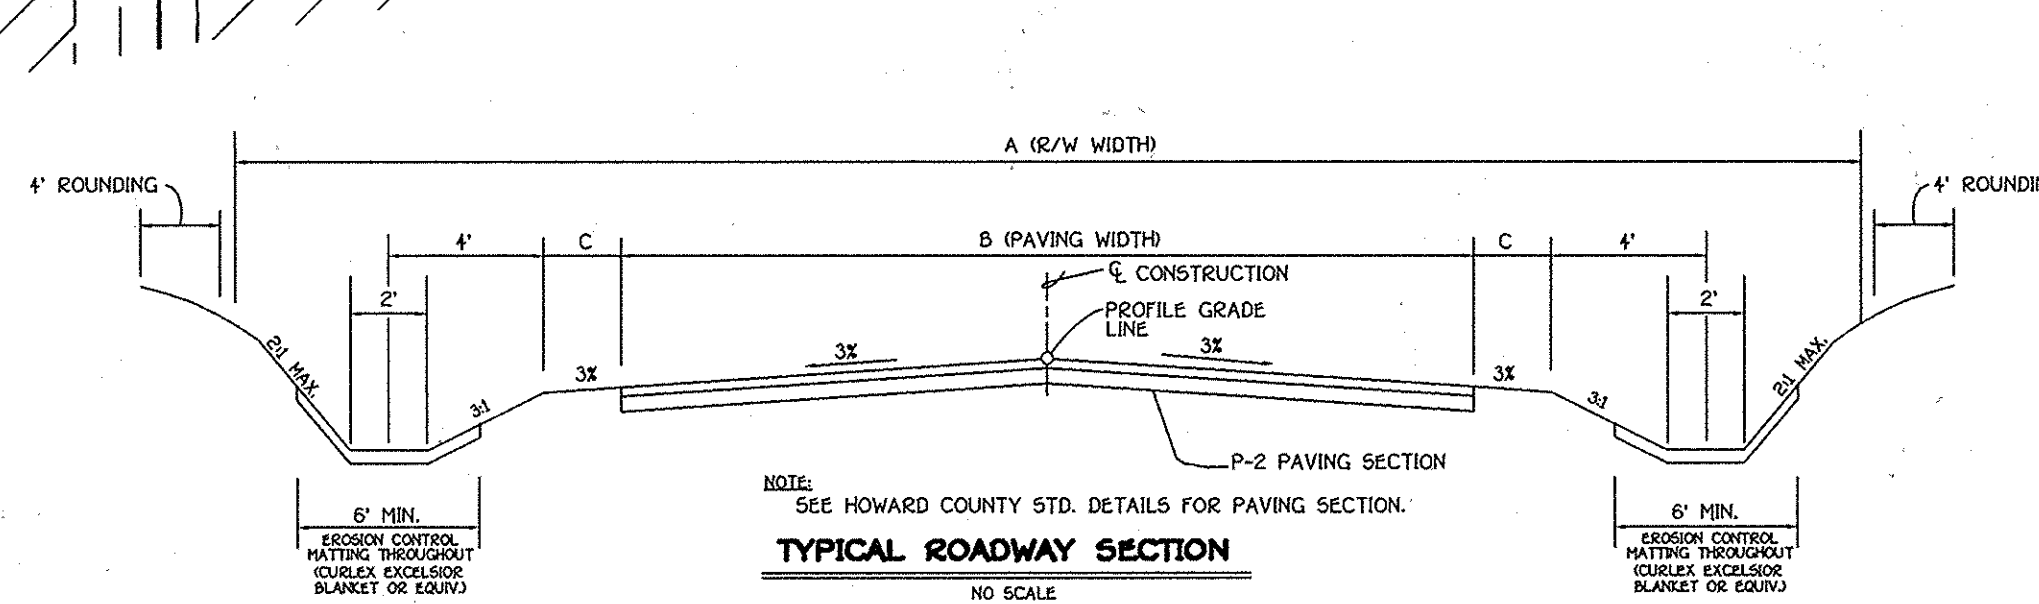 A (R/W WIDTH)
4' ROUNDING
4' ROUNDI
4'
C
B (PAVING WIDTH)
C
4'
℄ CONSTRUCTION
2'
2'
PROFILE GRADE
LINE
2:1 MAX.
3%
3%
2:1 MAX.
3%
3%
3:1
3:1
P-2 PAVING SECTION
NOTE:
SEE HOWARD COUNTY STD. DETAILS FOR PAVING SECTION.
6' MIN.
EROSION CONTROL
MATTING THROUGHOUT
(CURLEX EXCELSIOR
BLANKET OR EQUIV.)
TYPICAL ROADWAY SECTION
NO SCALE
6' MIN.
EROSION CONTROL
MATTING THROUGHOUT
(CURLEX EXCELSIOR
BLANKET OR EQUIV.)